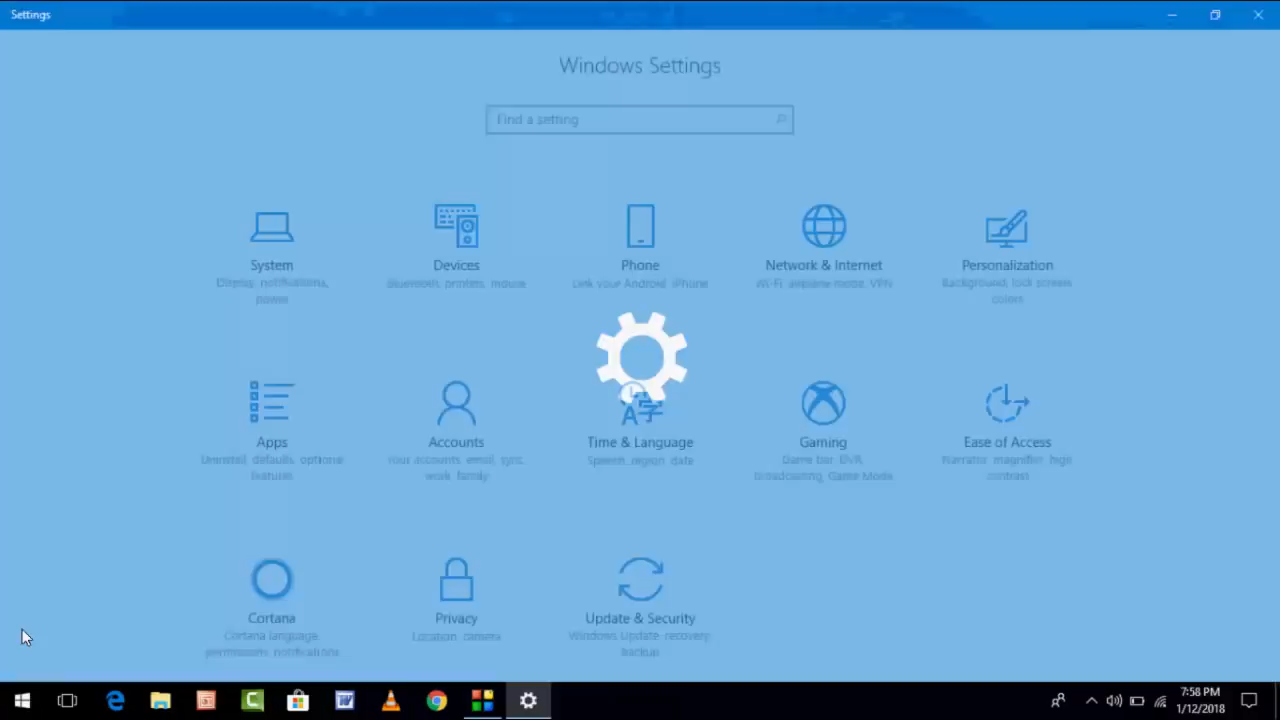 Settings
Windows Settings
Find a setting
System
Display, notifications,
power
Devices
Bluetooth, printers, mouse
Phone
Link your Android, iPhone
Network & Internet
Wi-Fi, airplane mode, VPN
Personalization
Background, lock screen,
colors
Apps
Uninstall, defaults, optional
features
Accounts
Your accounts, email, sync,
work, family
Time & Language
Speech, region, date
Gaming
Game bar, DVR,
broadcasting, Game Mode
Ease of Access
Narrator, magnifier, high
contrast
Cortana
Cortana language,
permissions, notifications
Privacy
Location, camera
Update & Security
Windows Update, recovery,
backup
7:58 PM
1/12/2018